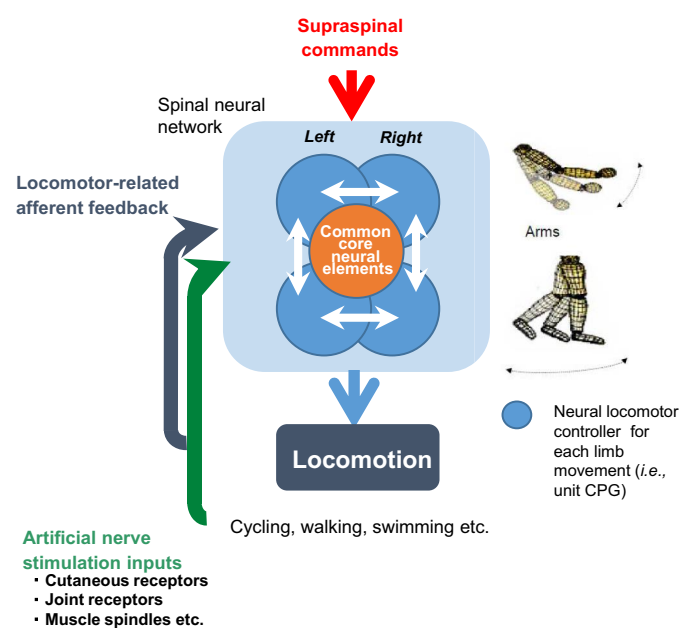 Supraspinal
commands
Spinal neural
network
Left Right
Locomotor-related
afferent feedback
Common
core
neural
elements
Arms
Neural locomotor
controller for
each limb
movement (i.e.,
unit CPG)
Locomotion
Cycling, walking, swimming etc.
Artificial nerve
stimulation inputs
・Cutaneous receptors
・Joint receptors
・Muscle spindles etc.